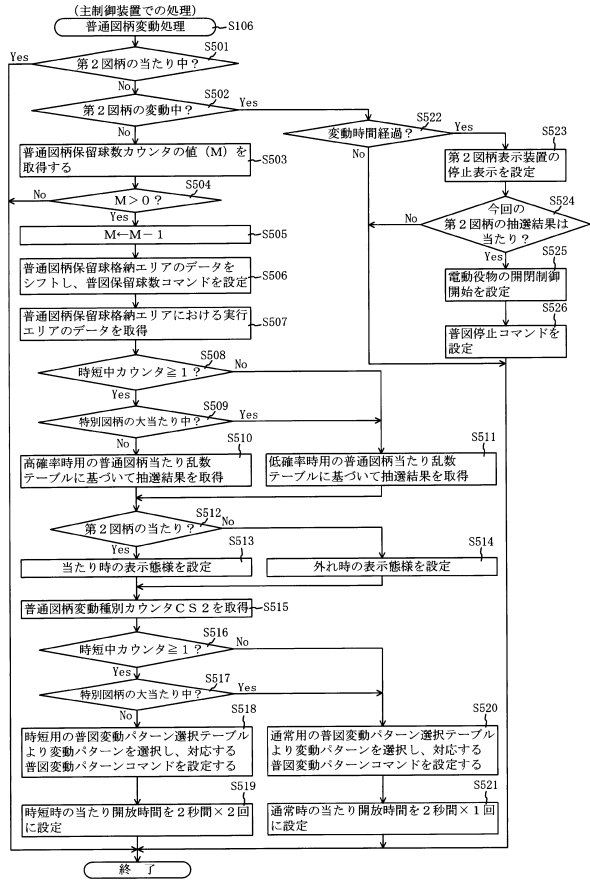 (主制御装置での処理)
普通図柄変動処理
S106
S501
Yes
第2図柄の当たり中?
No
S502
第2図柄の変動中?
Yes
No
S522
変動時間経過?
Yes
No
S523
第2図柄表示装置の
停止表示を設定
普通図柄保留球数カウンタの値(M)を
取得する
S503
S504
No
M>0?
Yes
S524
今回の
第2図柄の抽選結果は
当たり?
No
Yes
M←M-1
S505
普通図柄保留球格納エリアのデータを
シフトし、普図保留球数コマンドを設定
S506
S525
電動役物の開閉制御
開始を設定
普通図柄保留球格納エリアにおける実行
エリアのデータを取得
S507
S526
普図停止コマンドを
設定
S508
時短中カウンタ≧1?
No
Yes
S509
特別図柄の大当たり中?
Yes
No
S510
高確率時用の普通図柄当たり乱数
テーブルに基づいて抽選結果を取得
S511
低確率時用の普通図柄当たり乱数
テーブルに基づいて抽選結果を取得
S512
第2図柄の当たり?
No
Yes
S513
当たり時の表示態様を設定
S514
外れ時の表示態様を設定
普通図柄変動種別カウンタCS2を取得
S515
S516
時短中カウンタ≧1?
No
Yes
S517
特別図柄の大当たり中?
Yes
No
S518
時短用の普図変動パターン選択テーブル
より変動パターンを選択し、対応する
普図変動パターンコマンドを設定する
S520
通常用の普図変動パターン選択テーブル
より変動パターンを選択し、対応する
普図変動パターンコマンドを設定する
S519
時短時の当たり開放時間を2秒間×2回
に設定
S521
通常時の当たり開放時間を2秒間×1回
に設定
終 了